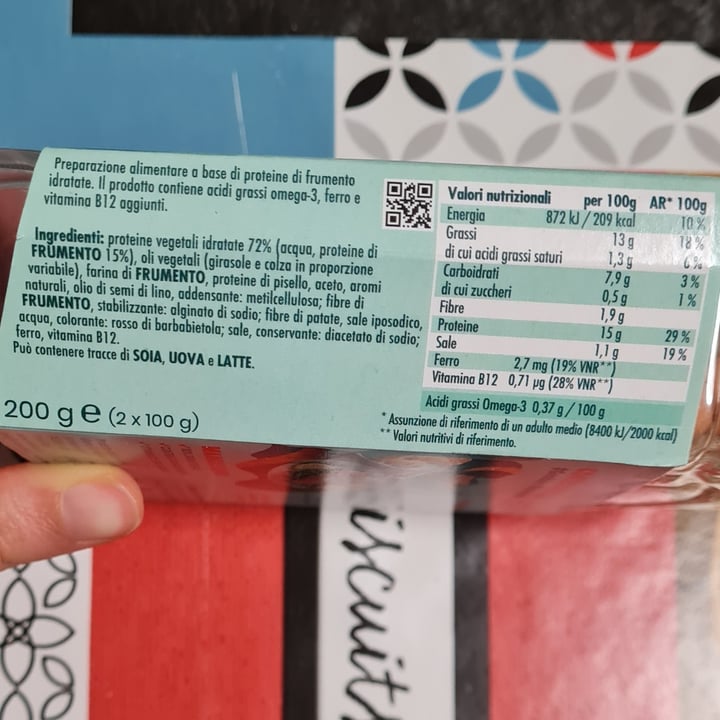 Preparazione alimentare a base di proteine di frumento
idratate. Il prodotto contiene acidi grassi omega-3, ferro e
vitamina B12 aggiunti.
Ingredienti: proteine vegetali idratate 72% (acqua, proteine di
FRUMENTO 15%), oli vegetali (girasole e colza in proporzione
variabile), farina di FRUMENTO, proteine di pisello, aceto, aromi
naturali, olio di semi di lino, addensante: metilcellulosa; fibre di
FRUMENTO, stabilizzante: alginato di sodio; fibre di patate, sale iposodico,
acqua, colorante: rosso di barbabietola; sale, conservante: diacetato di sodio;
ferro, vitamina B12.
Può contenere tracce di SOIA, UOVA e LATTE.
200 g e (2 x 100 g)
Valori nutrizionali per 100g AR* 100g
Energia 872 kJ / 209 kcal 10 %
Grassi 13 g 18 %
di cui acidi grassi saturi 1,3 g 6 %
Carboidrati 7,9 g 3 %
di cui zuccheri 0,5 g 1 %
Fibre 1,9 g
Proteine 15 g 29 %
Sale 1,1 g 19 %
Ferro 2,7 mg (19% VNR**)
Vitamina B12 0,71 µg (28% VNR**)
Acidi grassi Omega-3 0,37 g / 100 g
* Assunzione di riferimento di un adulto medio (8400 kJ/2000 kcal)
** Valori nutritivi di riferimento.
iscuit